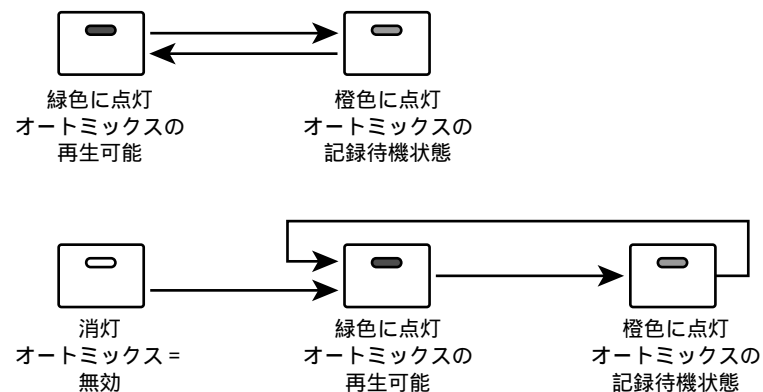 緑色に点灯
オートミックスの
再生可能
橙色に点灯
オートミックスの
記録待機状態
消灯
オートミックス =
無効
緑色に点灯
オートミックスの
再生可能
橙色に点灯
オートミックスの
記録待機状態